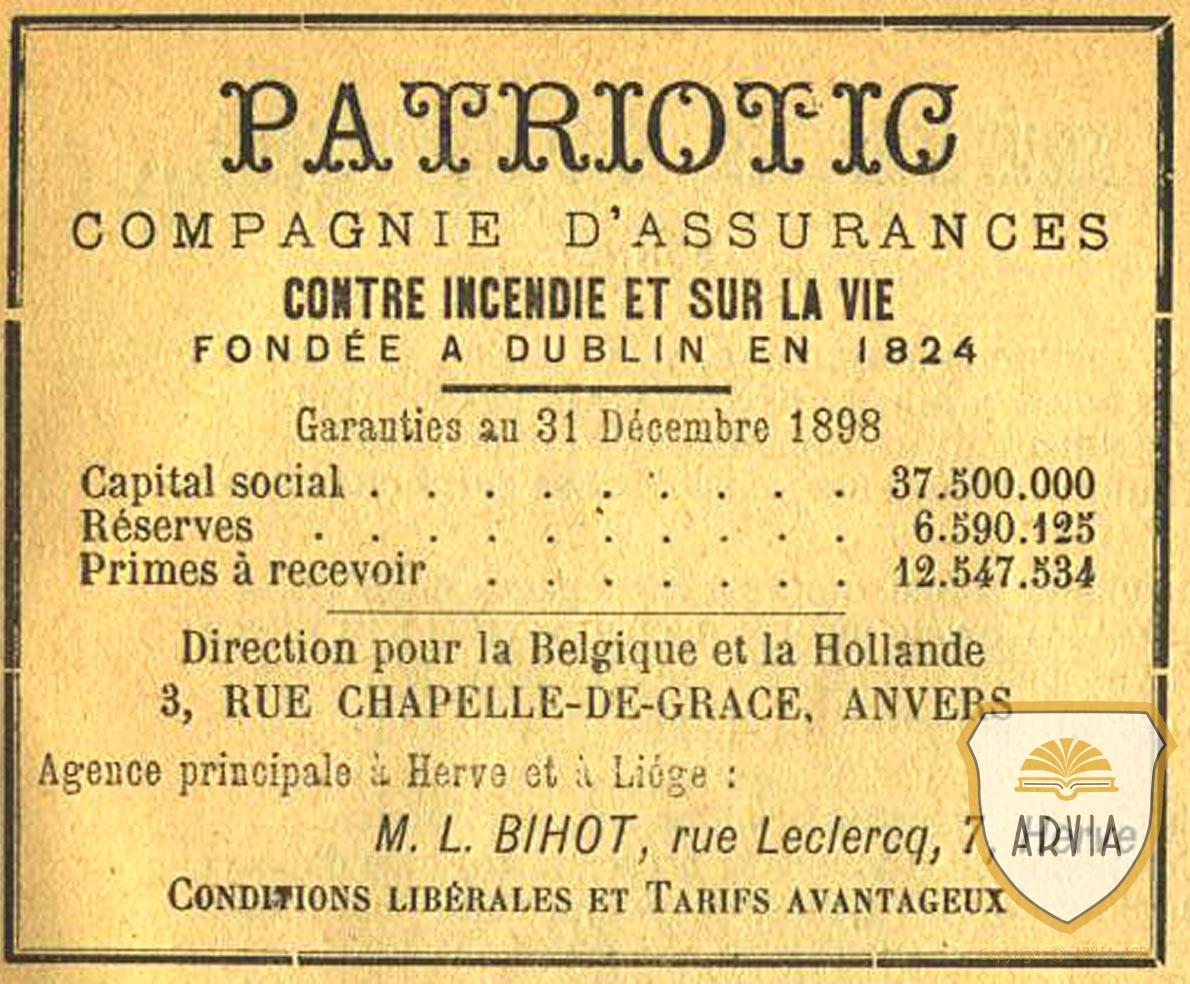 PATRIOTIC
COMPAGNIE D'ASSURANCES
CONTRE INCENDIE ET SUR LA VIE
FONDÉE A DUBLIN EN 1824
Garanties au 31 Décembre 1898
Capital social . . . . . . . . . 37.500.000
Réserves . . . . . . . . . . 6.590.125
Primes à recevoir . . . . . . . 12.547.534
Direction pour la Belgique et la Hollande
3, RUE CHAPELLE-DE-GRACE, ANVERS
Agence principale à Herve et à Liége :
M. L. BIHOT, rue Leclercq, 7, Herve
CONDITIONS LIBÉRALES ET TARIFS AVANTAGEUX
ARVIA